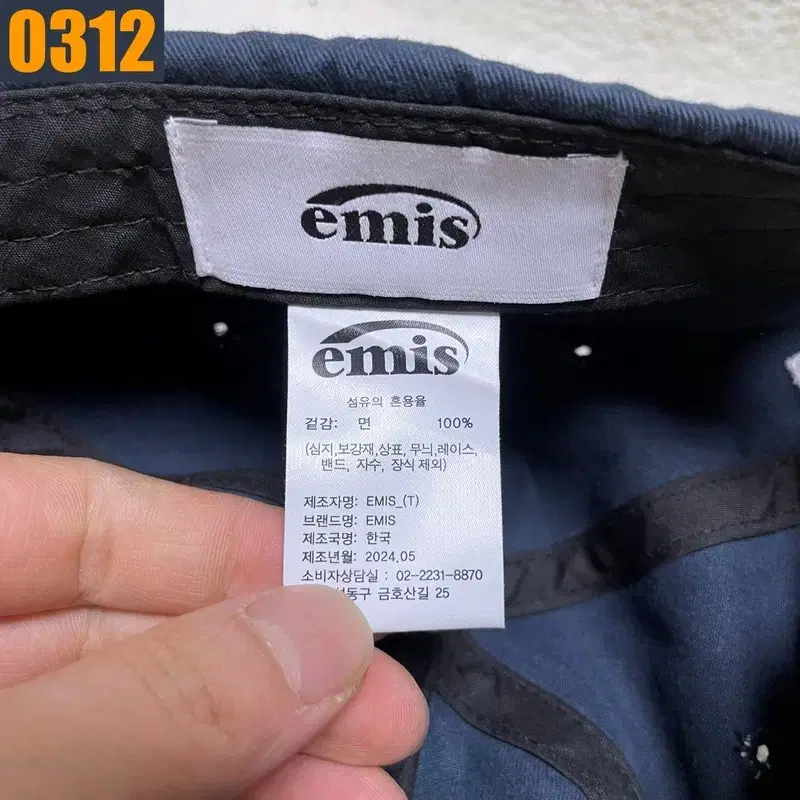 0312
emis
emis
섬유의 혼용율
겉감: 면 100%
(심지,보강재,상표, 무늬,레이스,
밴드, 자수, 장식 제외)
제조자명: EMIS_(T)
브랜드명: EMIS
제조국명: 한국
제조년월: 2024,05
소비자상담실 : 02-2231-8870
금호산길 25